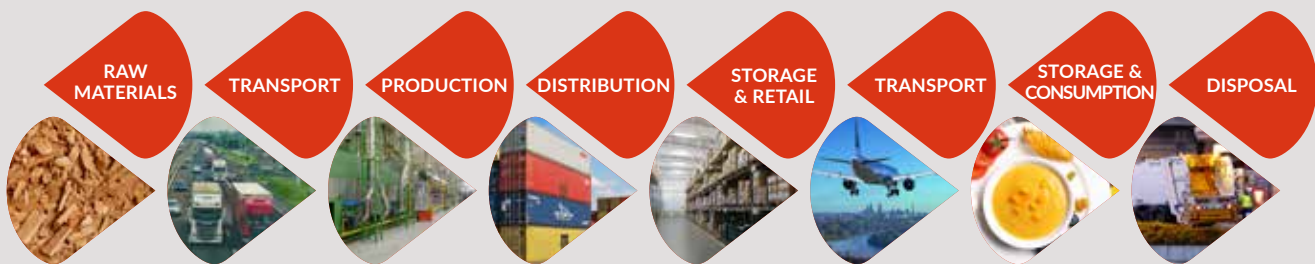 RAW
MATERIALS
TRANSPORT
PRODUCTION
DISTRIBUTION
STORAGE
& RETAIL
TRANSPORT
STORAGE &
CONSUMPTION
DISPOSAL